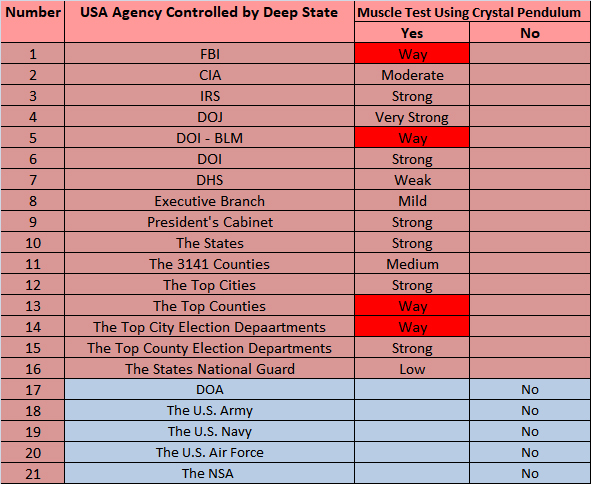 Number USA Agency Controlled by Deep State Muscle Test Using Crystal Pendulum
Yes No
1 FBI Way
2 CIA Moderate
3 IRS Strong
4 DOJ Very Strong
5 DOI - BLM Way
6 DOI Strong
7 DHS Weak
8 Executive Branch Mild
9 President's Cabinet Strong
10 The States Strong
11 The 3141 Counties Medium
12 The Top Cities Strong
13 The Top Counties Way
14 The Top City Election Depaartments Way
15 The Top County Election Departments Strong
16 The States National Guard Low
17 DOA No
18 The U.S. Army No
19 The U.S. Navy No
20 The U.S. Air Force No
21 The NSA No